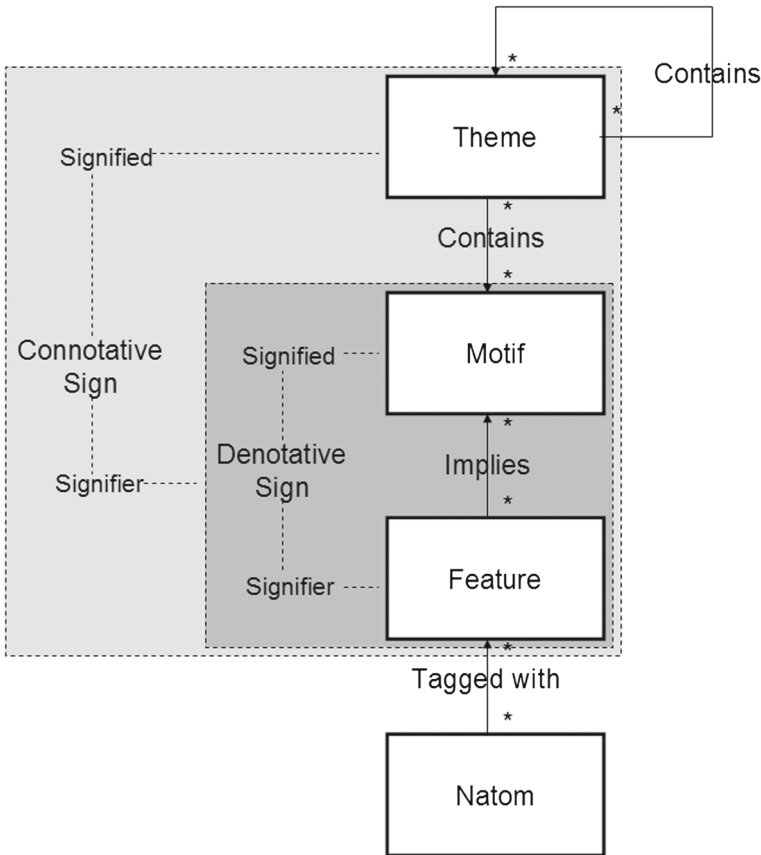 *
Contains
*
Theme
Signified
*
Contains
*
Connotative
Sign
Signified
Motif
*
Denotative
Sign
Implies
Signifier
*
Signifier
Feature
*
Tagged with
*
Natom